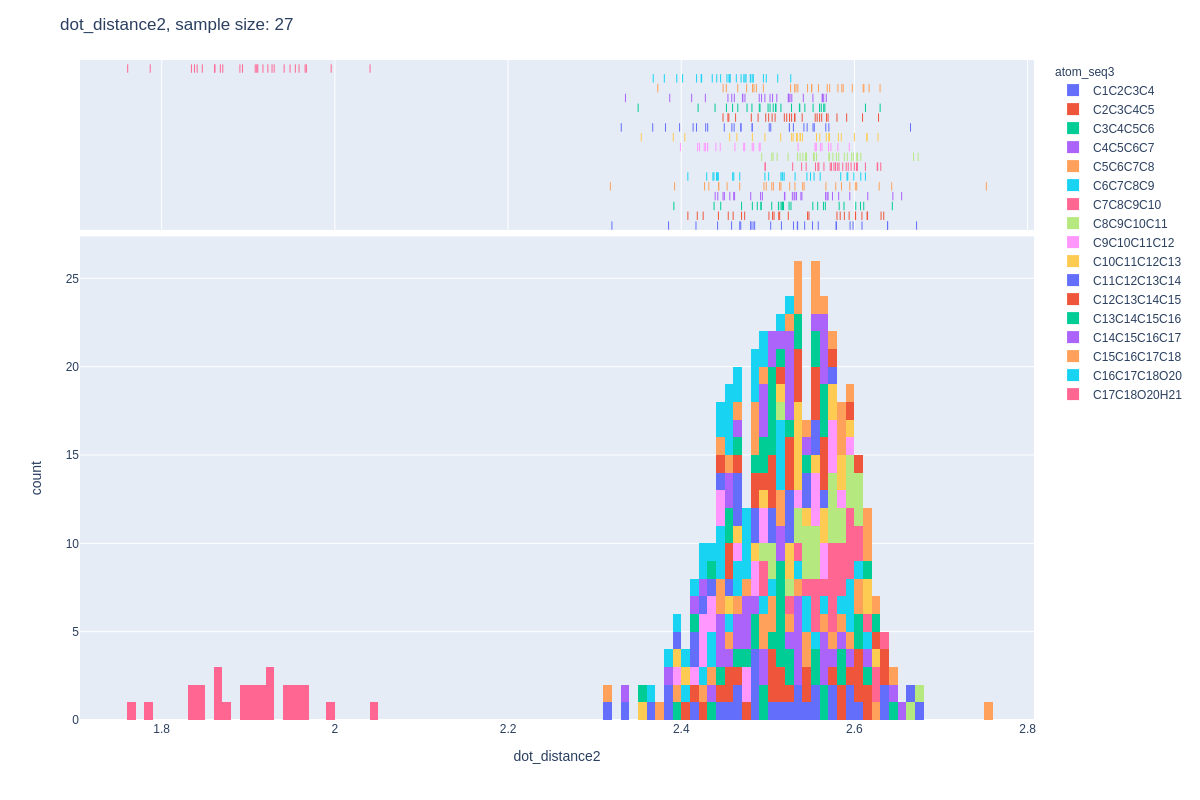 dot_distance2, sample size: 27
atom_seq3
C1C2C3C4
C2C3C4C5
C3C4C5C6
C4C5C6C7
C5C6C7C8
C6C7C8C9
C7C8C9C10
C8C9C10C11
C9C10C11C12
C10C11C12C13
C11C12C13C14
C12C13C14C15
C13C14C15C16
C14C15C16C17
C15C16C17C18
C16C17C18O20
C17C18O20H21
25
20
15
10
5
0
count
1.8
2
2.2
2.4
2.6
2.8
dot_distance2